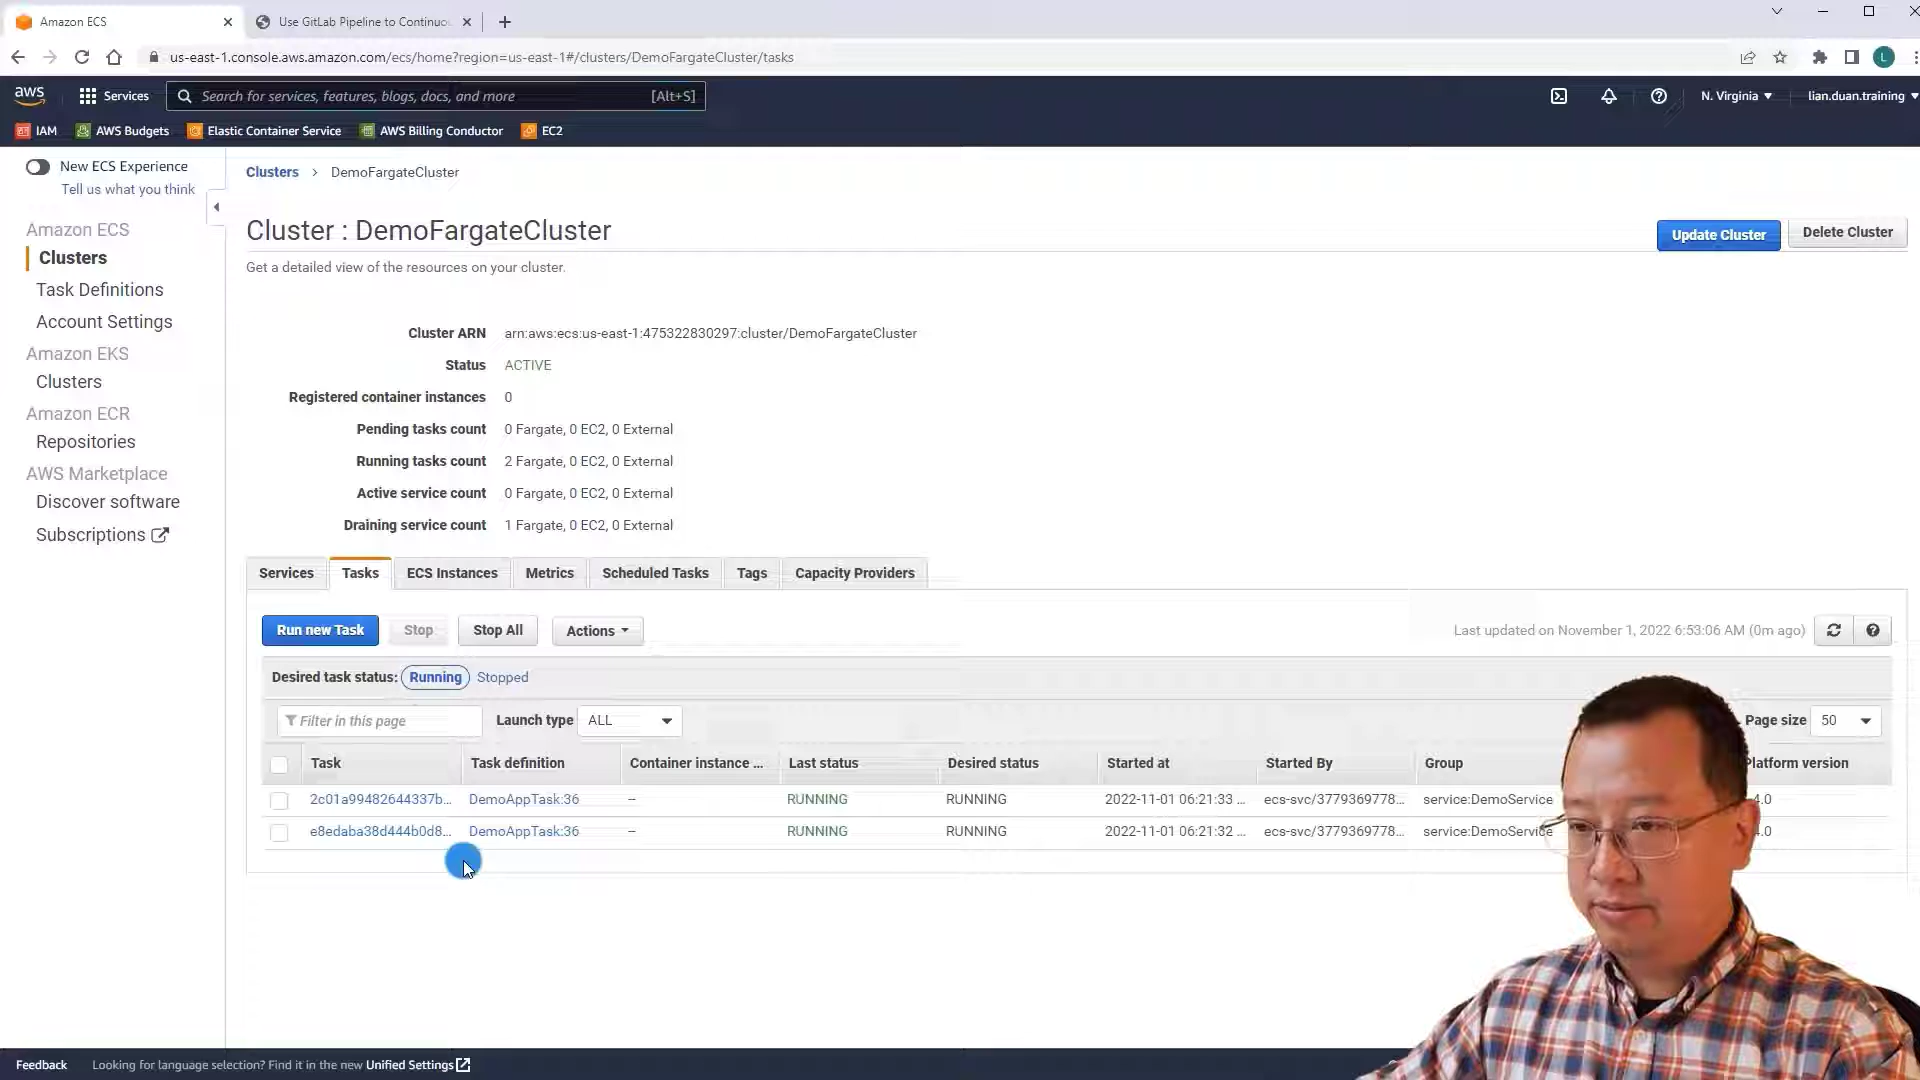 Amazon ECS
Use GitLab Pipeline to Continuou
us-east-1.console.aws.amazon.com/ecs/home?region=us-east-1#/clusters/DemoFargateCluster/tasks
L
aws
Services
Search for services, features, blogs, docs, and more
[Alt+S]
N. Virginia
lian.duan.training
IAM
AWS Budgets
Elastic Container Service
AWS Billing Conductor
EC2
New ECS Experience
Tell us what you think
Amazon ECS
Clusters
Task Definitions
Account Settings
Amazon EKS
Clusters
Amazon ECR
Repositories
AWS Marketplace
Discover software
Subscriptions
Clusters > DemoFargateCluster
Cluster : DemoFargateCluster
Update Cluster
Delete Cluster
Get a detailed view of the resources on your cluster.
Cluster ARN arn:aws:ecs:us-east-1:475322830297:cluster/DemoFargateCluster
Status ACTIVE
Registered container instances 0
Pending tasks count 0 Fargate, 0 EC2, 0 External
Running tasks count 2 Fargate, 0 EC2, 0 External
Active service count 0 Fargate, 0 EC2, 0 External
Draining service count 1 Fargate, 0 EC2, 0 External
Services Tasks ECS Instances Metrics Scheduled Tasks Tags Capacity Providers
Run new Task Stop Stop All Actions
Last updated on November 1, 2022 6:53:06 AM (0m ago)
Desired task status: Running Stopped
Filter in this page Launch type ALL Page size 50
Task Task definition Container instance ... Last status Desired status Started at Started By Group Platform version
2c01a99482644337b... DemoAppTask:36 -- RUNNING RUNNING 2022-11-01 06:21:33 ... ecs-svc/3779369778... service:DemoService 4.0
e8edaba38d444b0d8... DemoAppTask:36 -- RUNNING RUNNING 2022-11-01 06:21:32 ... ecs-svc/3779369778... service:DemoService 4.0
Feedback
Looking for language selection? Find it in the new Unified Settings